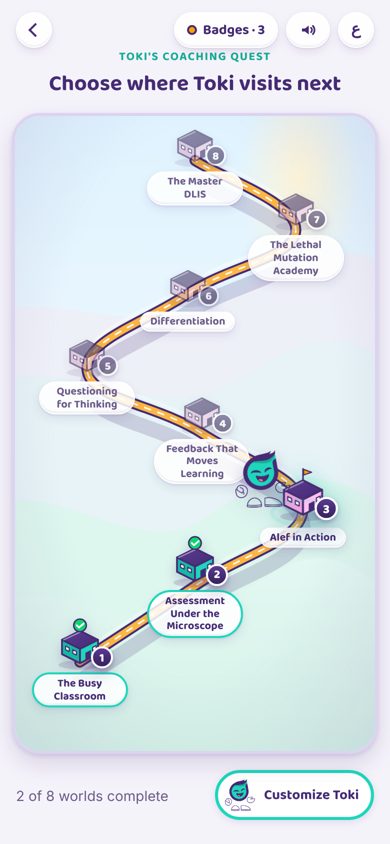 Badges · 3
ع
TOKI'S COACHING QUEST
Choose where Toki visits next
8
The Master
DLIS
7
The Lethal
Mutation
Academy
6
Differentiation
5
Questioning
for Thinking
4
Feedback That
Moves
Learning
3
Alef in Action
2
Assessment
Under the
Microscope
1
The Busy
Classroom
2 of 8 worlds complete
Customize Toki